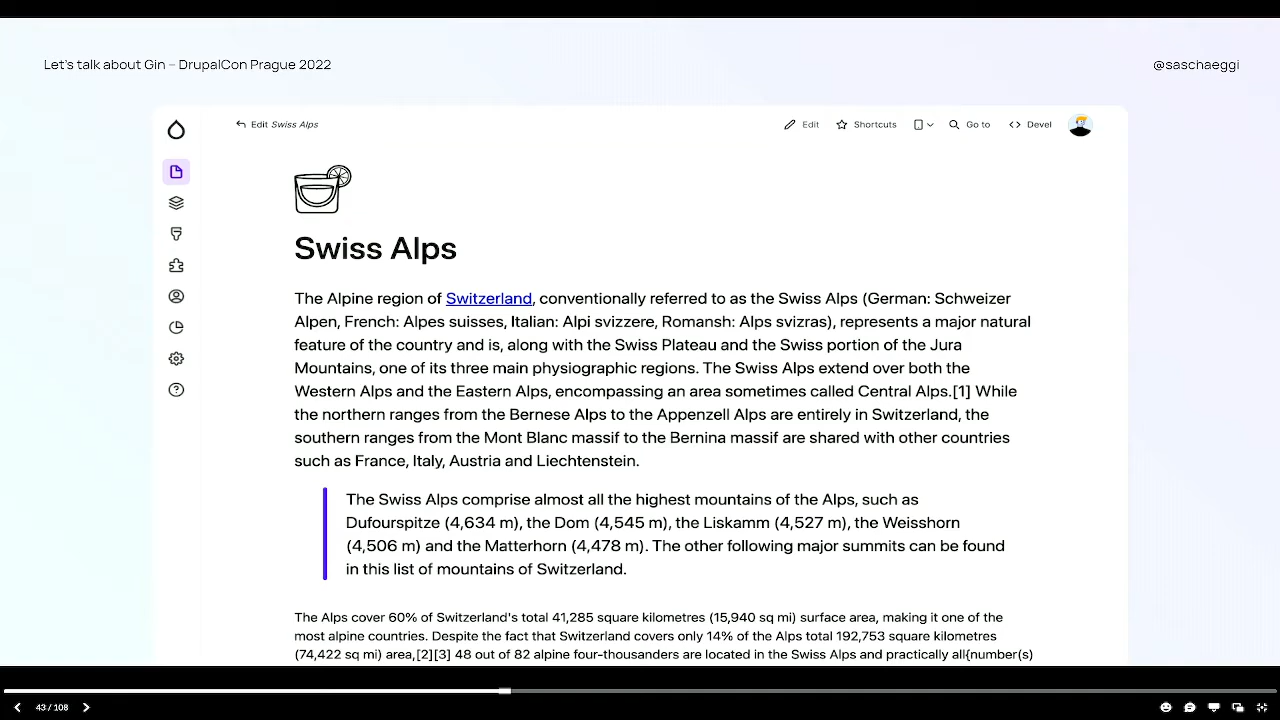 Let's talk about Gin – DrupalCon Prague 2022
@saschaeggi
Edit Swiss Alps
Edit
Shortcuts
Go to
Devel
Swiss Alps
The Alpine region of Switzerland, conventionally referred to as the Swiss Alps (German: Schweizer
Alpen, French: Alpes suisses, Italian: Alpi svizzere, Romansh: Alps svizras), represents a major natural
feature of the country and is, along with the Swiss Plateau and the Swiss portion of the Jura
Mountains, one of its three main physiographic regions. The Swiss Alps extend over both the
Western Alps and the Eastern Alps, encompassing an area sometimes called Central Alps.[1] While
the northern ranges from the Bernese Alps to the Appenzell Alps are entirely in Switzerland, the
southern ranges from the Mont Blanc massif to the Bernina massif are shared with other countries
such as France, Italy, Austria and Liechtenstein.
The Swiss Alps comprise almost all the highest mountains of the Alps, such as
Dufourspitze (4,634 m), the Dom (4,545 m), the Liskamm (4,527 m), the Weisshorn
(4,506 m) and the Matterhorn (4,478 m). The other following major summits can be found
in this list of mountains of Switzerland.
The Alps cover 60% of Switzerland's total 41,285 square kilometres (15,940 sq mi) surface area, making it one of the
most alpine countries. Despite the fact that Switzerland covers only 14% of the Alps total 192,753 square kilometres
(74,422 sq mi) area,[2][3] 48 out of 82 alpine four-thousanders are located in the Swiss Alps and practically all{number(s)
43 / 108